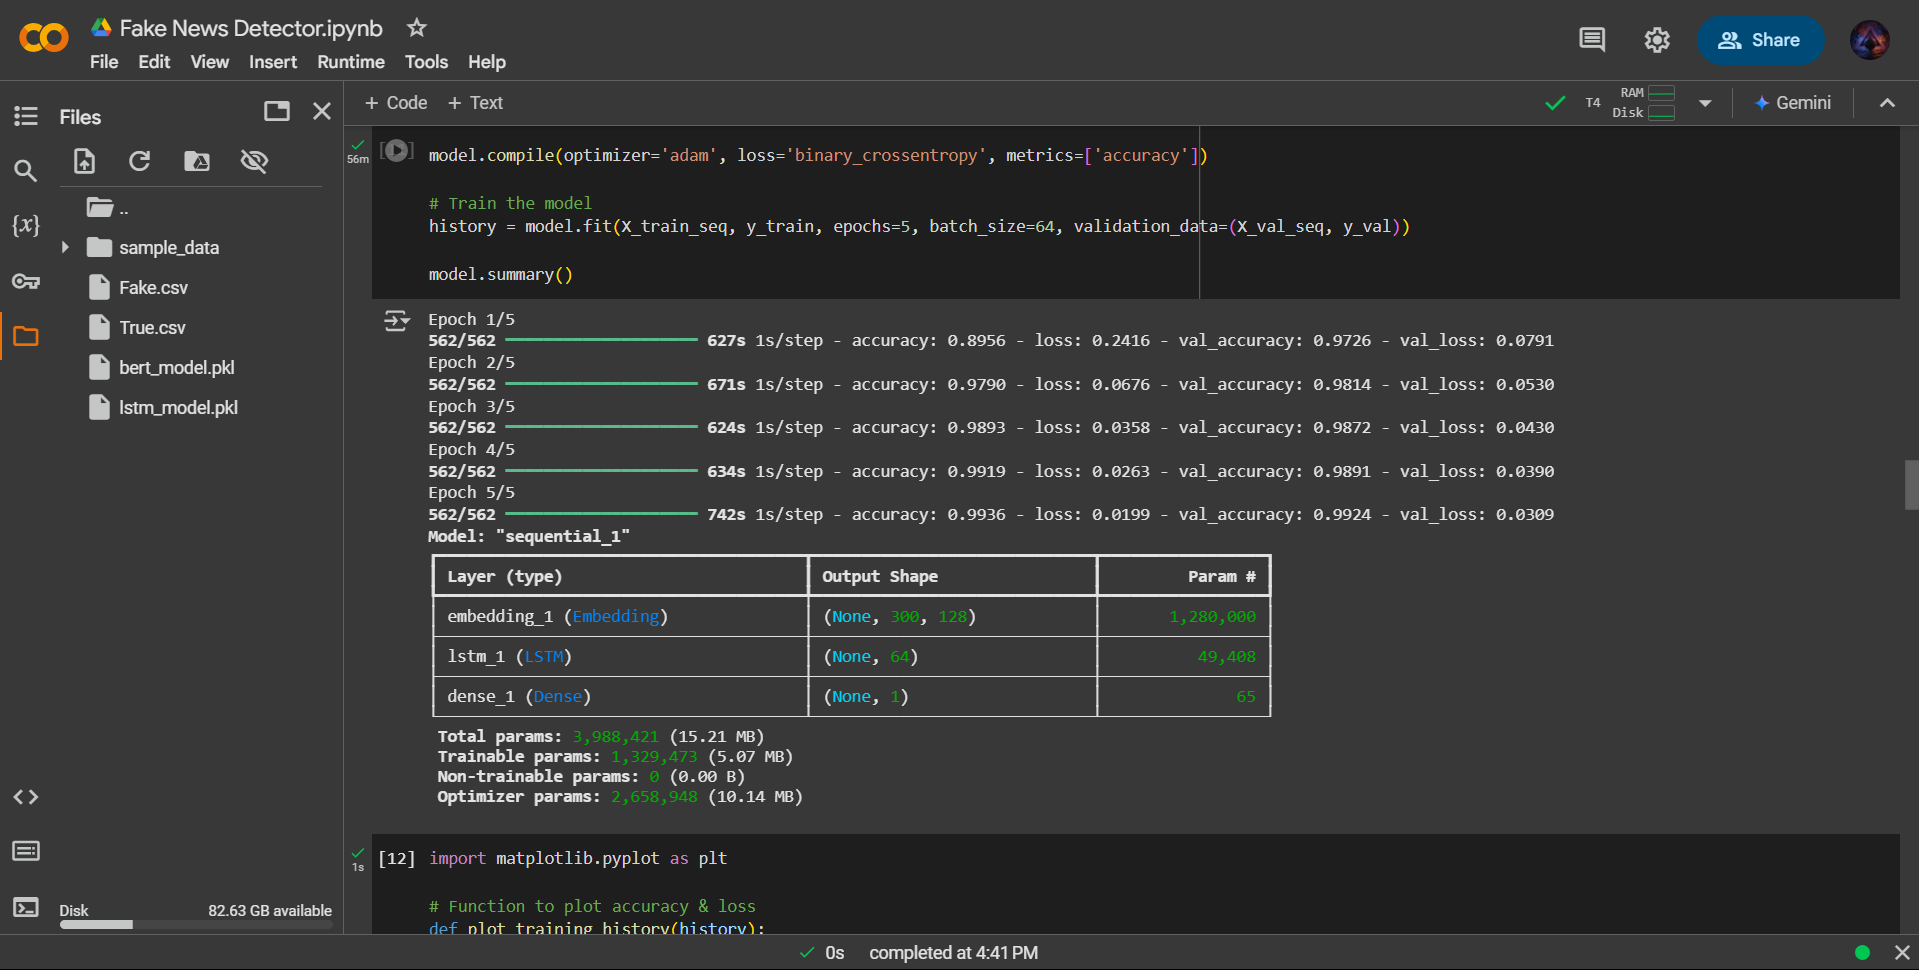 Fake News Detector.ipynb
File Edit View Insert Runtime Tools Help
Share
Files
+ Code + Text
T4
RAM
Disk
Gemini
..
sample_data
Fake.csv
True.csv
bert_model.pkl
lstm_model.pkl
{x}
Disk 82.63 GB available
56m
model.compile(optimizer='adam', loss='binary_crossentropy', metrics=['accuracy'])
# Train the model
history = model.fit(X_train_seq, y_train, epochs=5, batch_size=64, validation_data=(X_val_seq, y_val))
model.summary()
Epoch 1/5
562/562 627s 1s/step - accuracy: 0.8956 - loss: 0.2416 - val_accuracy: 0.9726 - val_loss: 0.0791
Epoch 2/5
562/562 671s 1s/step - accuracy: 0.9790 - loss: 0.0676 - val_accuracy: 0.9814 - val_loss: 0.0530
Epoch 3/5
562/562 624s 1s/step - accuracy: 0.9893 - loss: 0.0358 - val_accuracy: 0.9872 - val_loss: 0.0430
Epoch 4/5
562/562 634s 1s/step - accuracy: 0.9919 - loss: 0.0263 - val_accuracy: 0.9891 - val_loss: 0.0390
Epoch 5/5
562/562 742s 1s/step - accuracy: 0.9936 - loss: 0.0199 - val_accuracy: 0.9924 - val_loss: 0.0309
Model: "sequential_1"
Layer (type) Output Shape Param #
embedding_1 (Embedding) (None, 300, 128) 1,280,000
lstm_1 (LSTM) (None, 64) 49,408
dense_1 (Dense) (None, 1) 65
Total params: 3,988,421 (15.21 MB)
Trainable params: 1,329,473 (5.07 MB)
Non-trainable params: 0 (0.00 B)
Optimizer params: 2,658,948 (10.14 MB)
1s
[12] import matplotlib.pyplot as plt
# Function to plot accuracy & loss
def plot_training_history(history):
0s completed at 4:41 PM